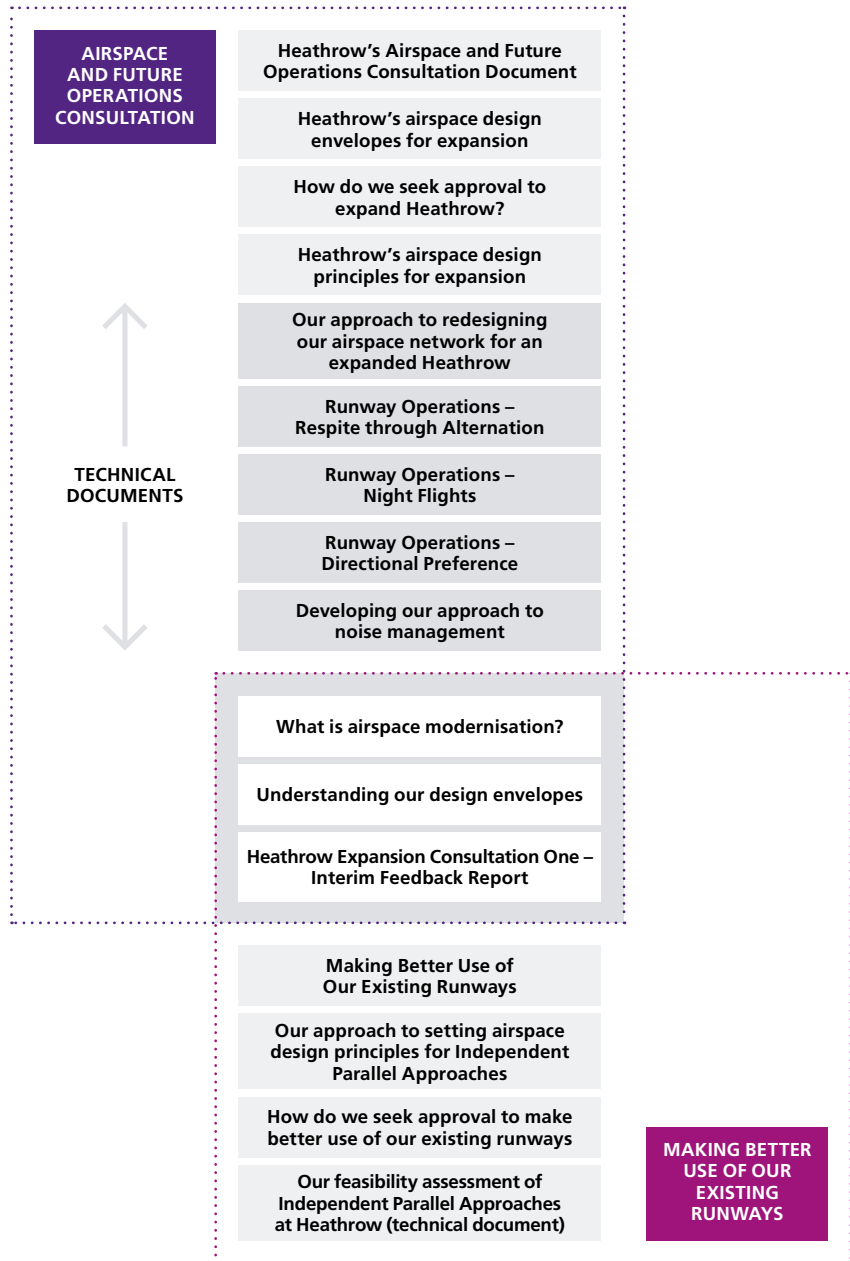 AIRSPACE
AND FUTURE
OPERATIONS
CONSULTATION
Heathrow’s Airspace and Future
Operations Consultation Document
Heathrow’s airspace design
envelopes for expansion
How do we seek approval to
expand Heathrow?
Heathrow’s airspace design
principles for expansion
Our approach to redesigning
our airspace network for an
expanded Heathrow
Runway Operations –
Respite through Alternation
TECHNICAL
DOCUMENTS
Runway Operations –
Night Flights
Runway Operations –
Directional Preference
Developing our approach to
noise management
What is airspace modernisation?
Understanding our design envelopes
Heathrow Expansion Consultation One –
Interim Feedback Report
Making Better Use of
Our Existing Runways
Our approach to setting airspace
design principles for Independent
Parallel Approaches
How do we seek approval to make
better use of our existing runways
Our feasibility assessment of
Independent Parallel Approaches
at Heathrow (technical document)
MAKING BETTER
USE OF OUR
EXISTING
RUNWAYS